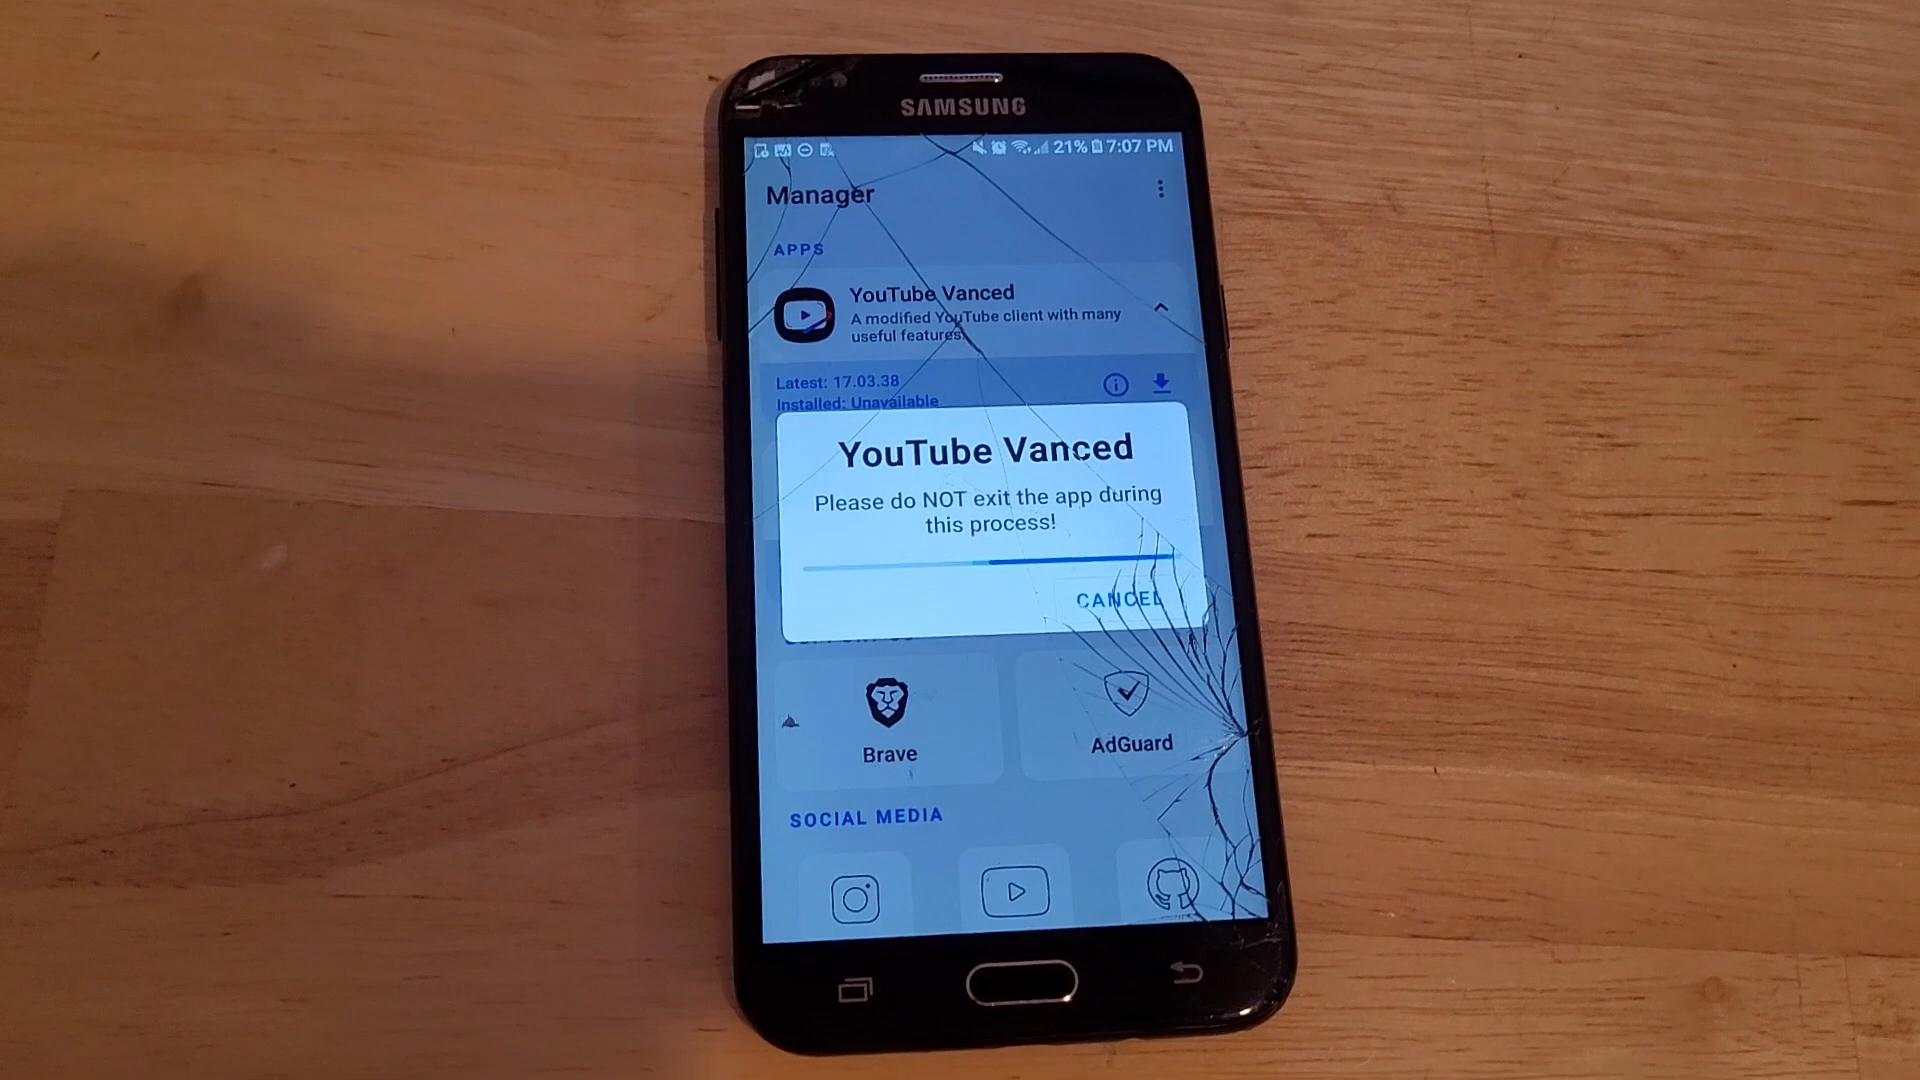 SAMSUNG
21% 7:07 PM
Manager
APPS
YouTube Vanced
A modified YouTube client with many
useful features.
Latest: 17.03.38
Installed: Unavailable
YouTube Vanced
Please do NOT exit the app during
this process!
CANCEL
Brave
AdGuard
SOCIAL MEDIA